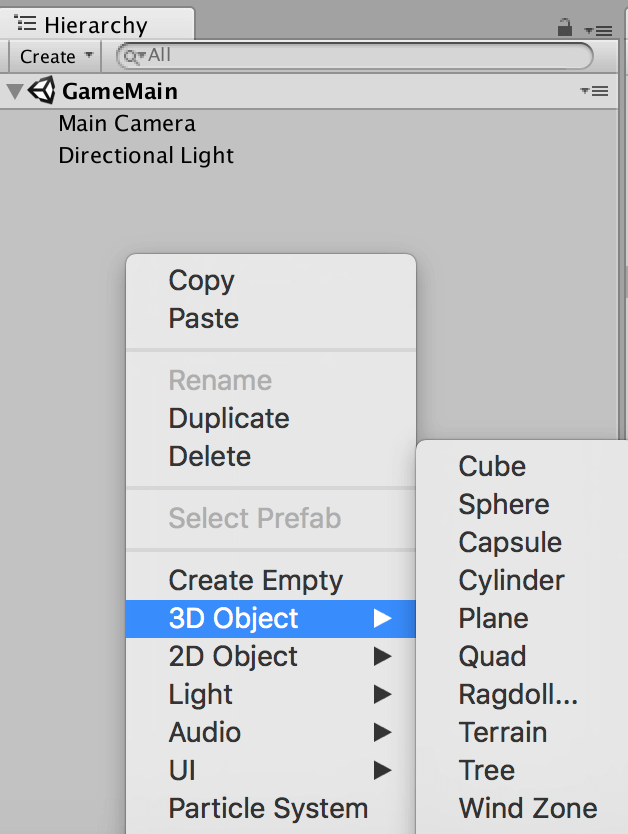 Hierarchy
Create
All
GameMain
Main Camera
Directional Light
Copy
Paste
Rename
Duplicate
Delete
Select Prefab
Create Empty
3D Object
2D Object
Light
Audio
UI
Particle System
Cube
Sphere
Capsule
Cylinder
Plane
Quad
Ragdoll...
Terrain
Tree
Wind Zone